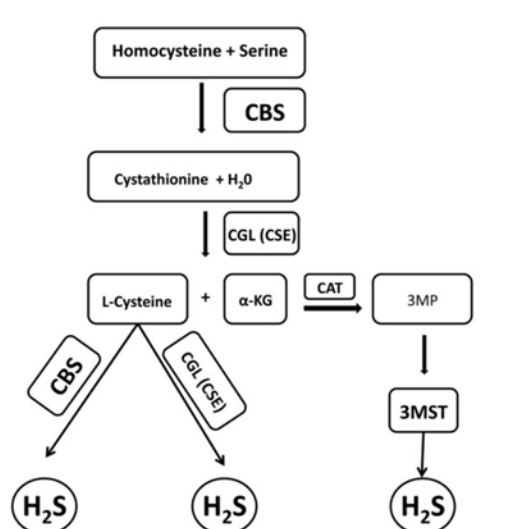 Homocysteine + Serine
CBS
Cystathionine + H₂0
CGL (CSE)
L-Cysteine + α-KG CAT 3MP
CBS CGL (CSE)
3MST
H₂S H₂S H₂S